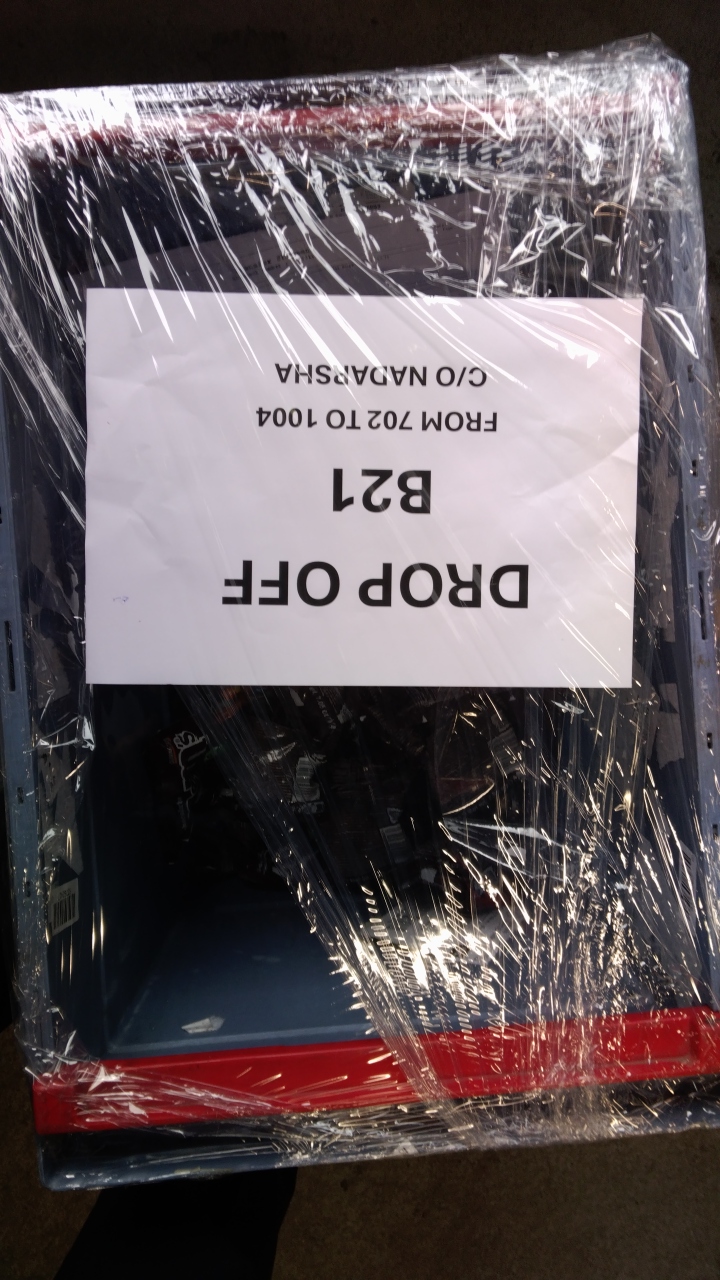 DROP OFF
B21
FROM 702 TO 1004
C/O NADARSHA